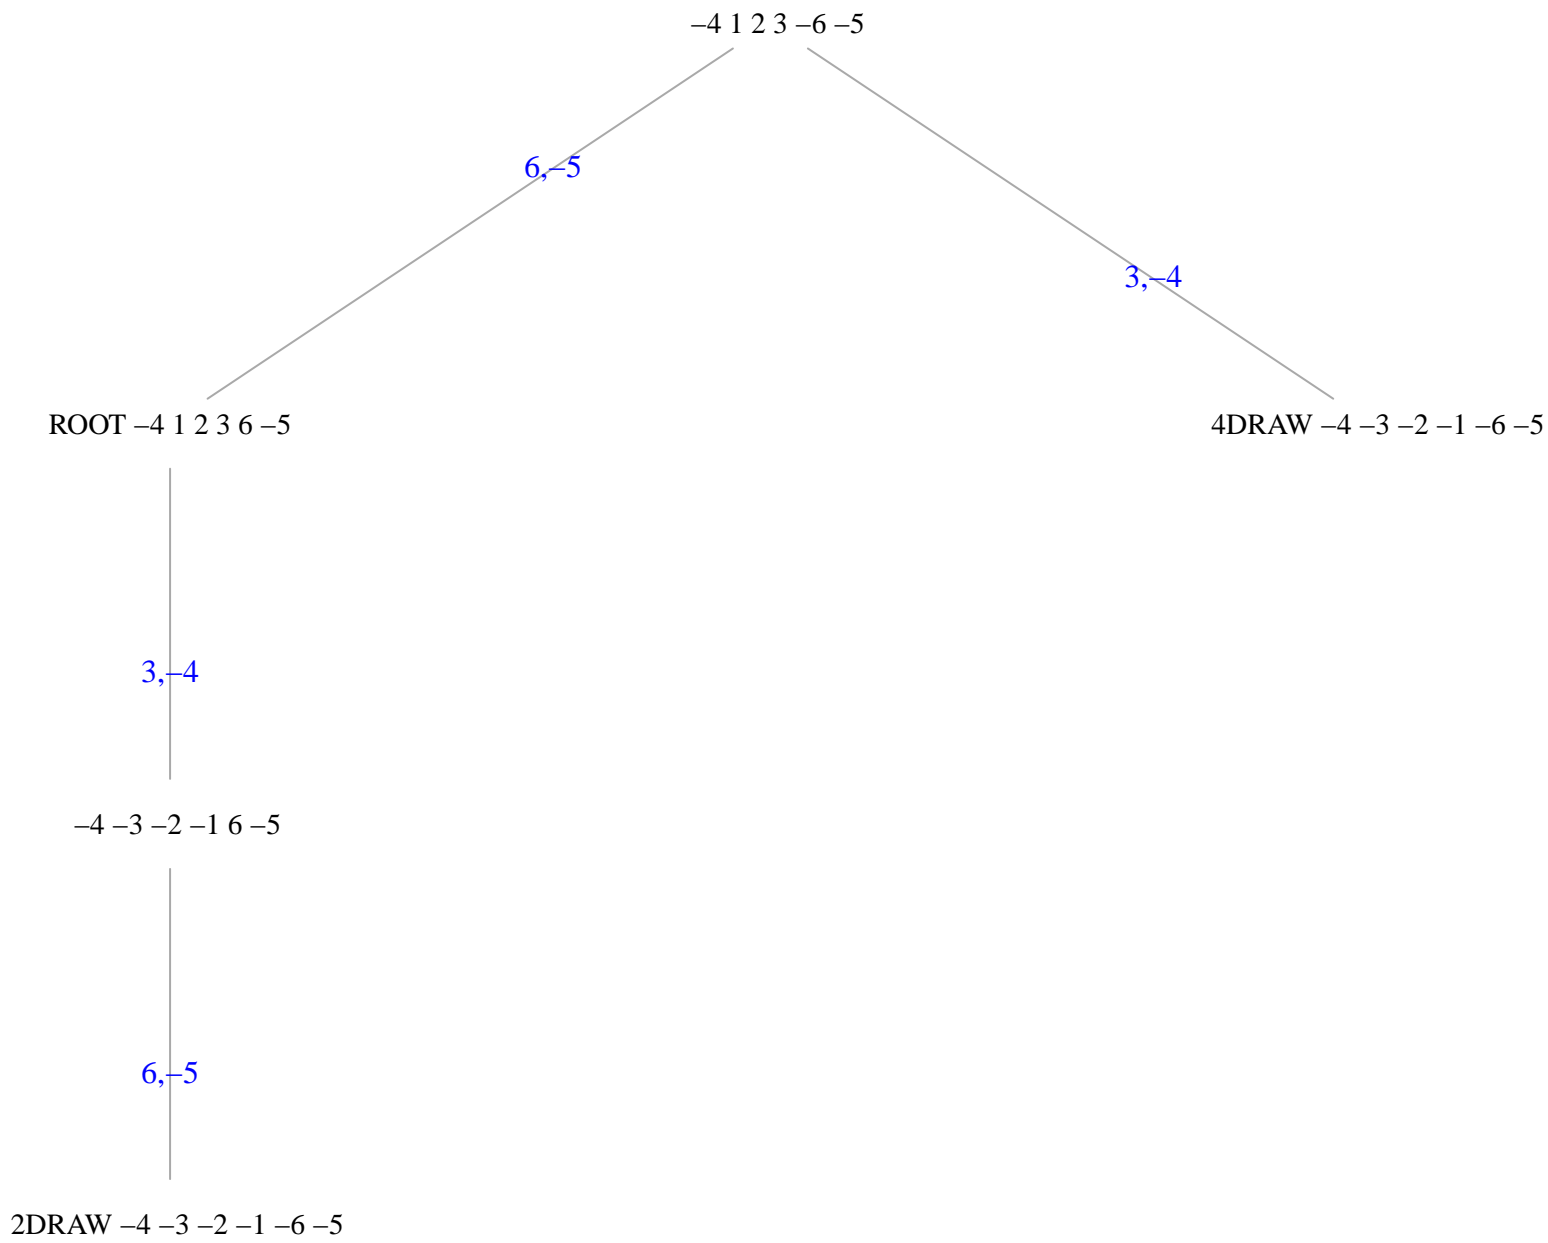 –4 1 2 3 –6 –5
6,–5
3,–4
ROOT –4 1 2 3 6 –5
4DRAW –4 –3 –2 –1 –6 –5
3,–4
–4 –3 –2 –1 6 –5
6,–5
2DRAW –4 –3 –2 –1 –6 –5